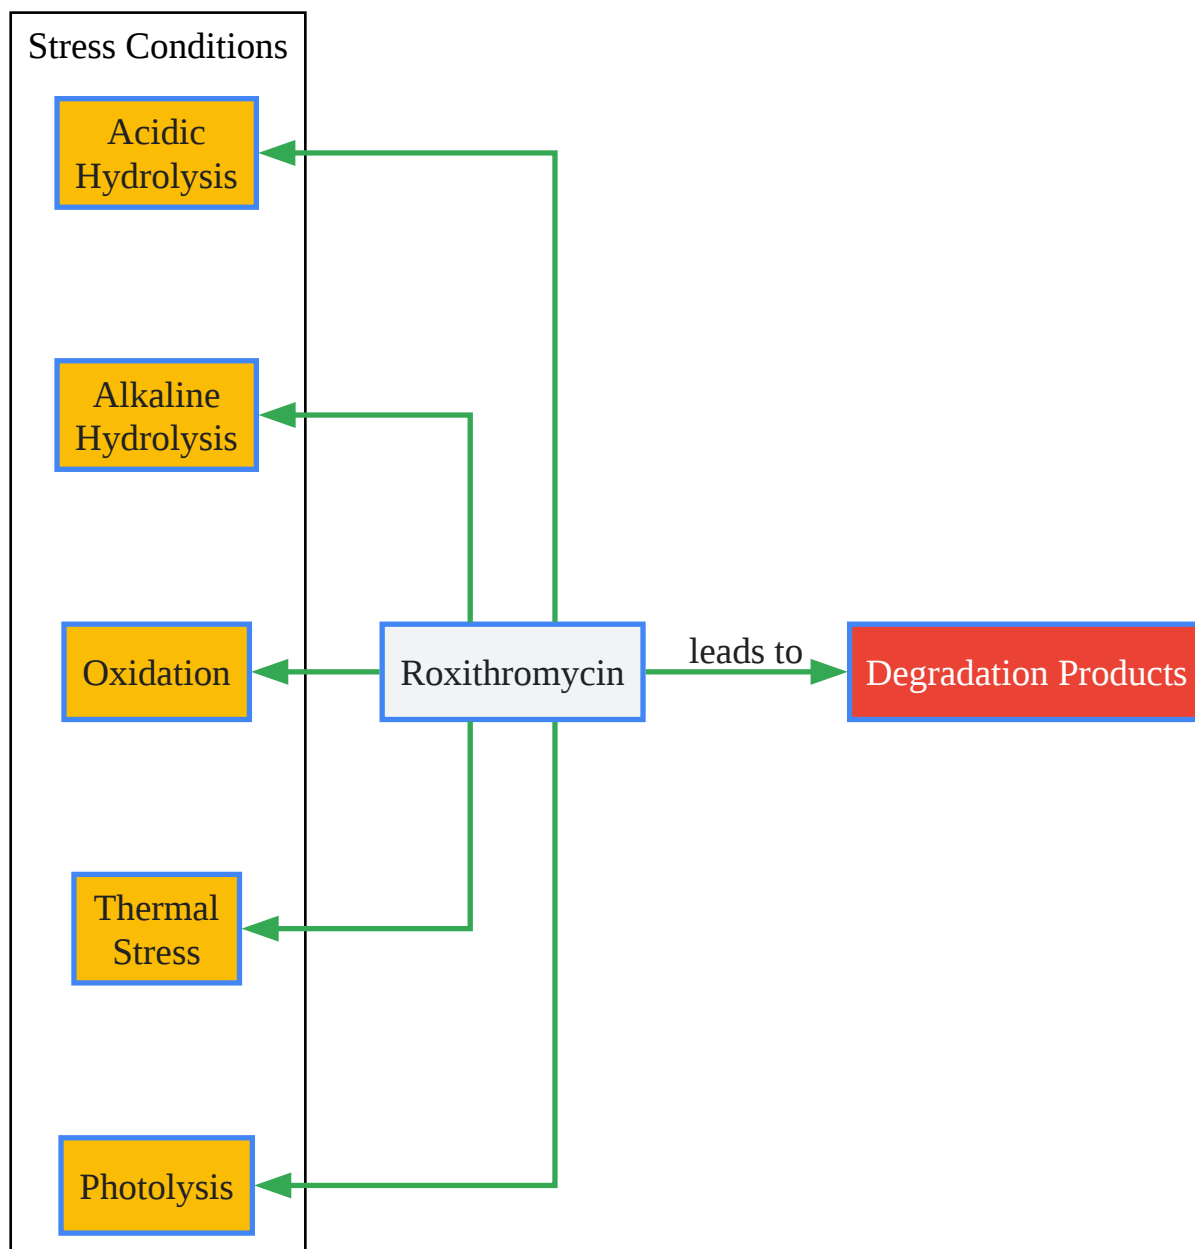 Stress Conditions
Acidic
Hydrolysis
Alkaline
Hydrolysis
Oxidation
Roxithromycin
leads to
Degradation Products
Thermal
Stress
Photolysis